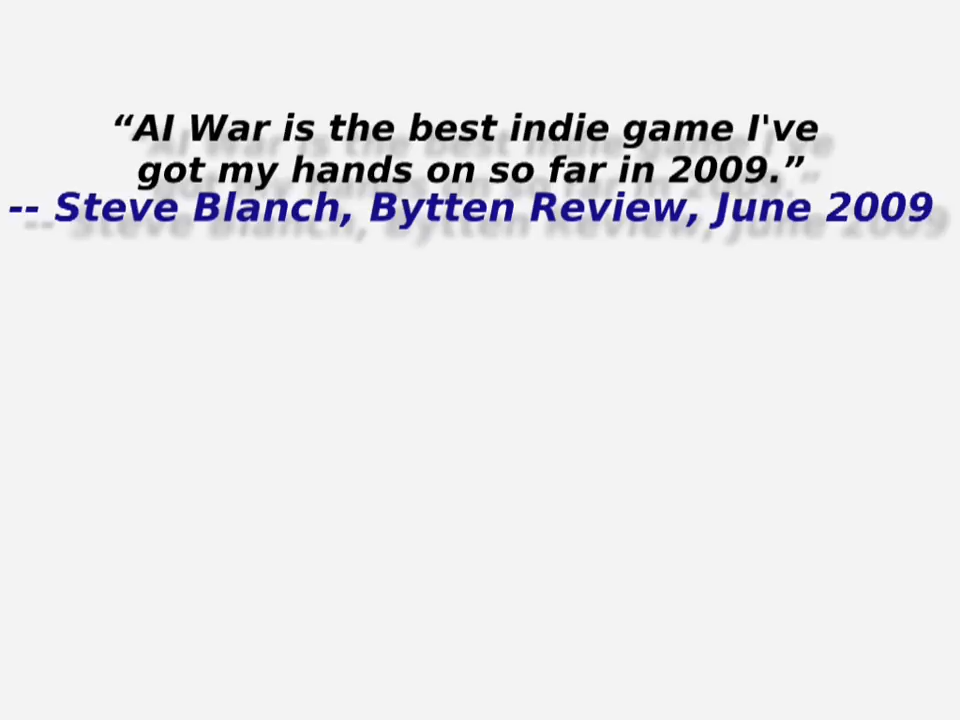 “AI War is the best indie game I've
got my hands on so far in 2009.”
-- Steve Blanch, Bytten Review, June 2009